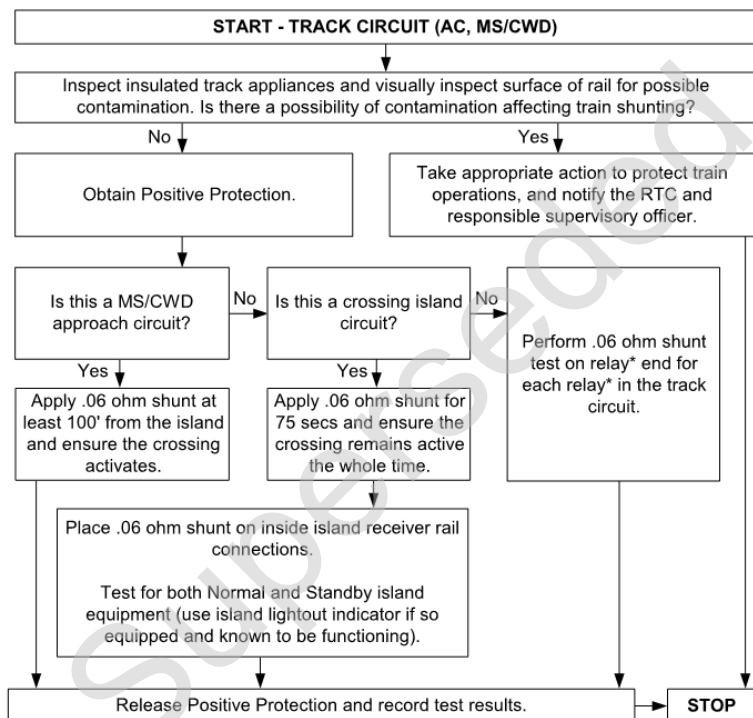 START - TRACK CIRCUIT (AC, MS/CWD)
Inspect insulated track appliances and visually inspect surface of rail for possible
contamination. Is there a possibility of contamination affecting train shunting?
No
Yes
Obtain Positive Protection.
Take appropriate action to protect train
operations, and notify the RTC and
responsible supervisory officer.
Is this a MS/CWD
approach circuit?
No
Is this a crossing island
circuit?
No
Perform .06 ohm shunt
test on relay* end for
each relay* in the track
circuit.
Yes
Yes
Apply .06 ohm shunt at
least 100' from the island
and ensure the crossing
activates.
Apply .06 ohm shunt for
75 secs and ensure the
crossing remains active
the whole time.
Place .06 ohm shunt on inside island receiver rail
connections.
Test for both Normal and Standby island
equipment (use island lightout indicator if so
equipped and known to be functioning).
Release Positive Protection and record test results.
STOP
Superseded